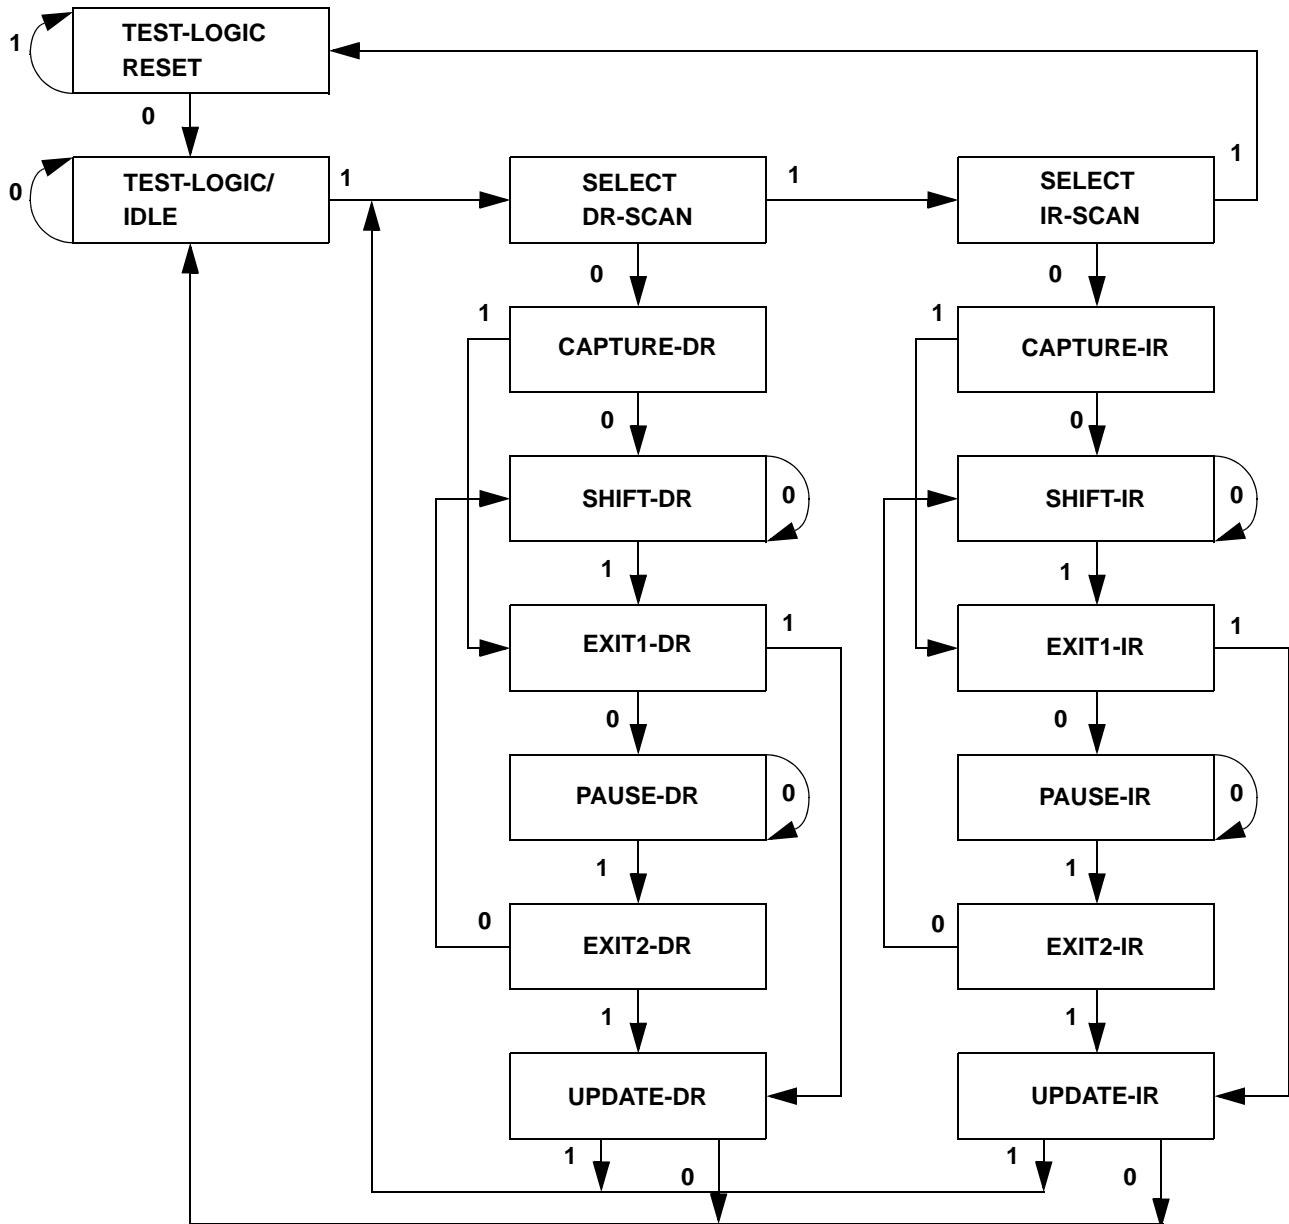 TEST-LOGIC
RESET
1
0
TEST-LOGIC/
IDLE
0
1
SELECT
DR-SCAN
1
SELECT
IR-SCAN
1
0
0
1
CAPTURE-DR
1
CAPTURE-IR
0
0
SHIFT-DR
0
SHIFT-IR
0
1
1
EXIT1-DR
1
EXIT1-IR
1
0
0
PAUSE-DR
0
PAUSE-IR
0
1
1
0
EXIT2-DR
0
EXIT2-IR
1
1
UPDATE-DR
UPDATE-IR
1
0
1
0